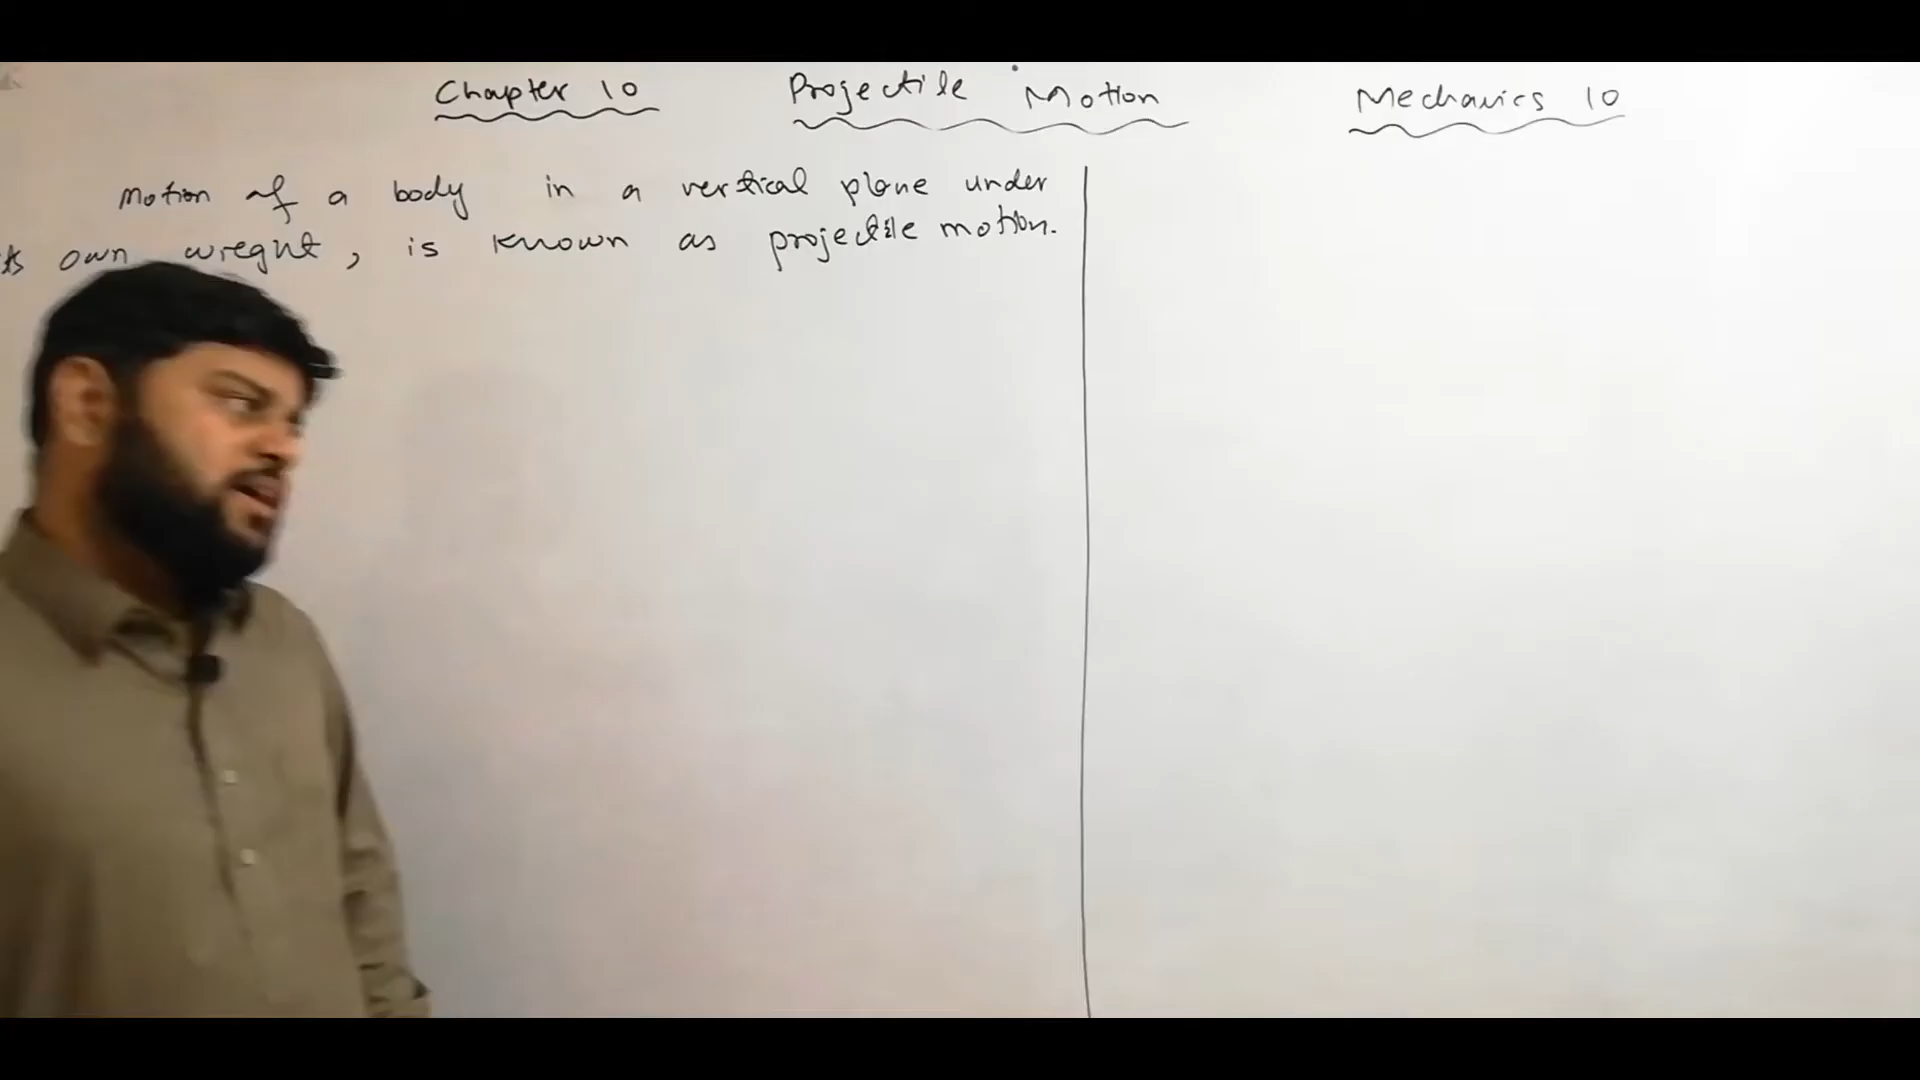 Chapter 10 Projectile Motion Mechanics 10
Motion of a body in a vertical plane under
its own weight, is known as projectile motion.